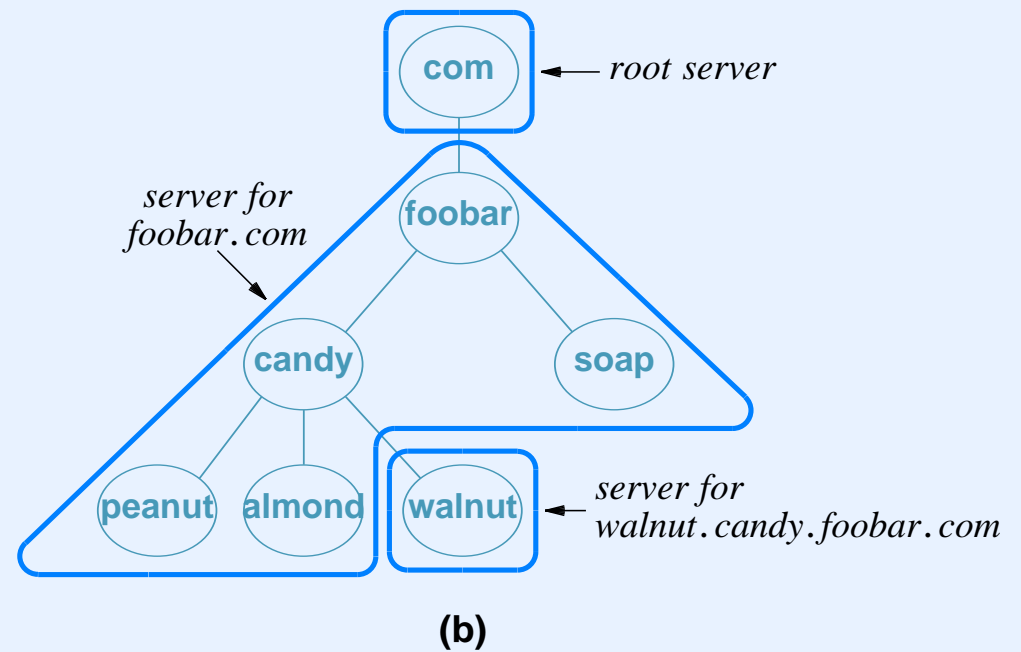 com
root server
server for
foobar.com
foobar
candy
soap
peanut
almond
walnut
server for
walnut.candy.foobar.com
(b)